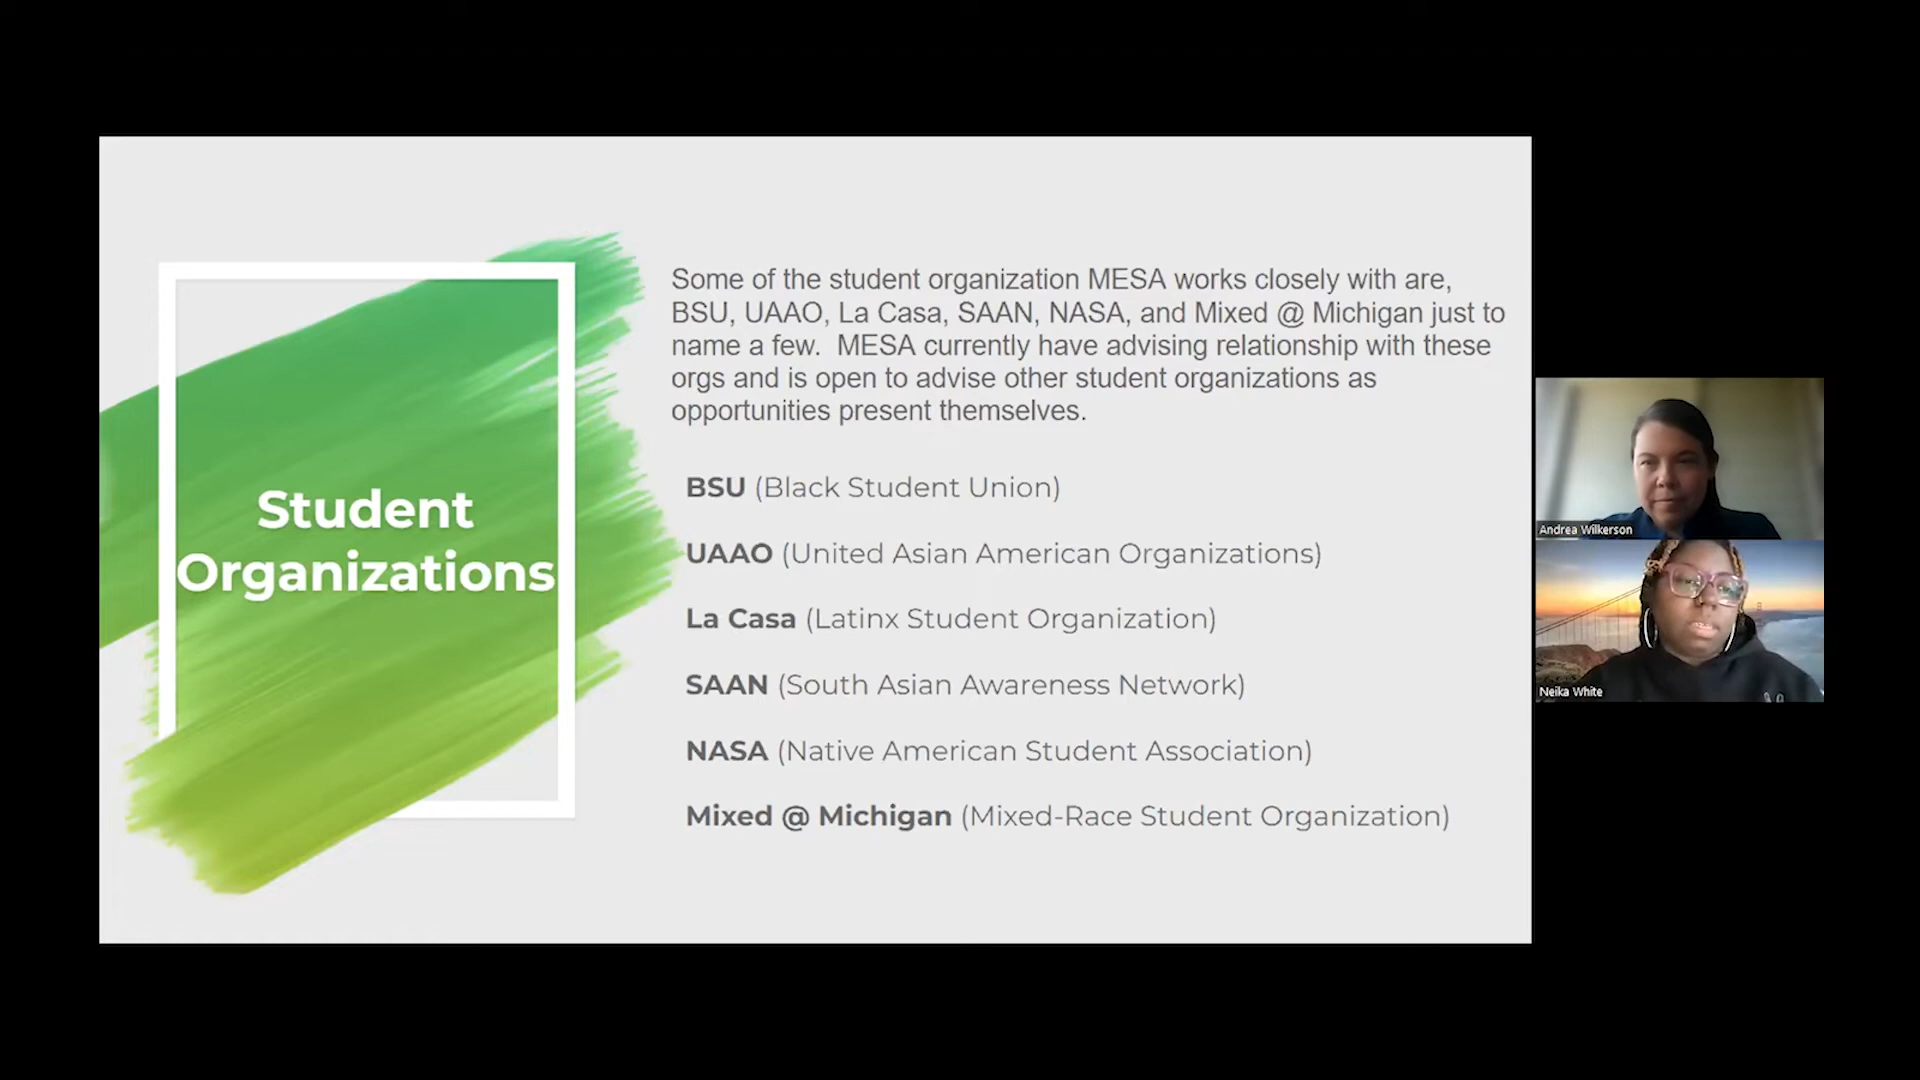 Student
Organizations
Some of the student organization MESA works closely with are,
BSU, UAAO, La Casa, SAAN, NASA, and Mixed @ Michigan just to
name a few.  MESA currently have advising relationship with these
orgs and is open to advise other student organizations as
opportunities present themselves.
BSU (Black Student Union)
UAAO (United Asian American Organizations)
La Casa (Latinx Student Organization)
SAAN (South Asian Awareness Network)
NASA (Native American Student Association)
Mixed @ Michigan (Mixed-Race Student Organization)
Andrea Wilkerson
Neika White